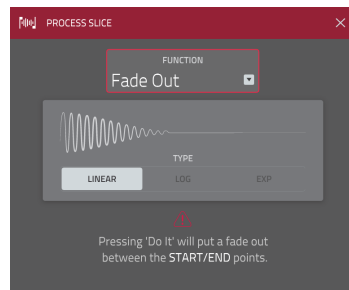 PROCESS SLICE
FUNCTION
Fade Out
TYPE
LINEAR LOG EXP
Pressing 'Do It' will put a fade out
between the START/END points.